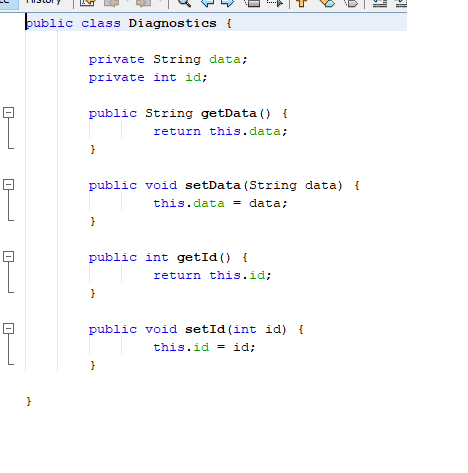 History
public class Diagnostics {
private String data;
private int id;
public String getData() {
return this.data;
}
public void setData(String data) {
this.data = data;
}
public int getId() {
return this.id;
}
public void setId(int id) {
this.id = id;
}
}